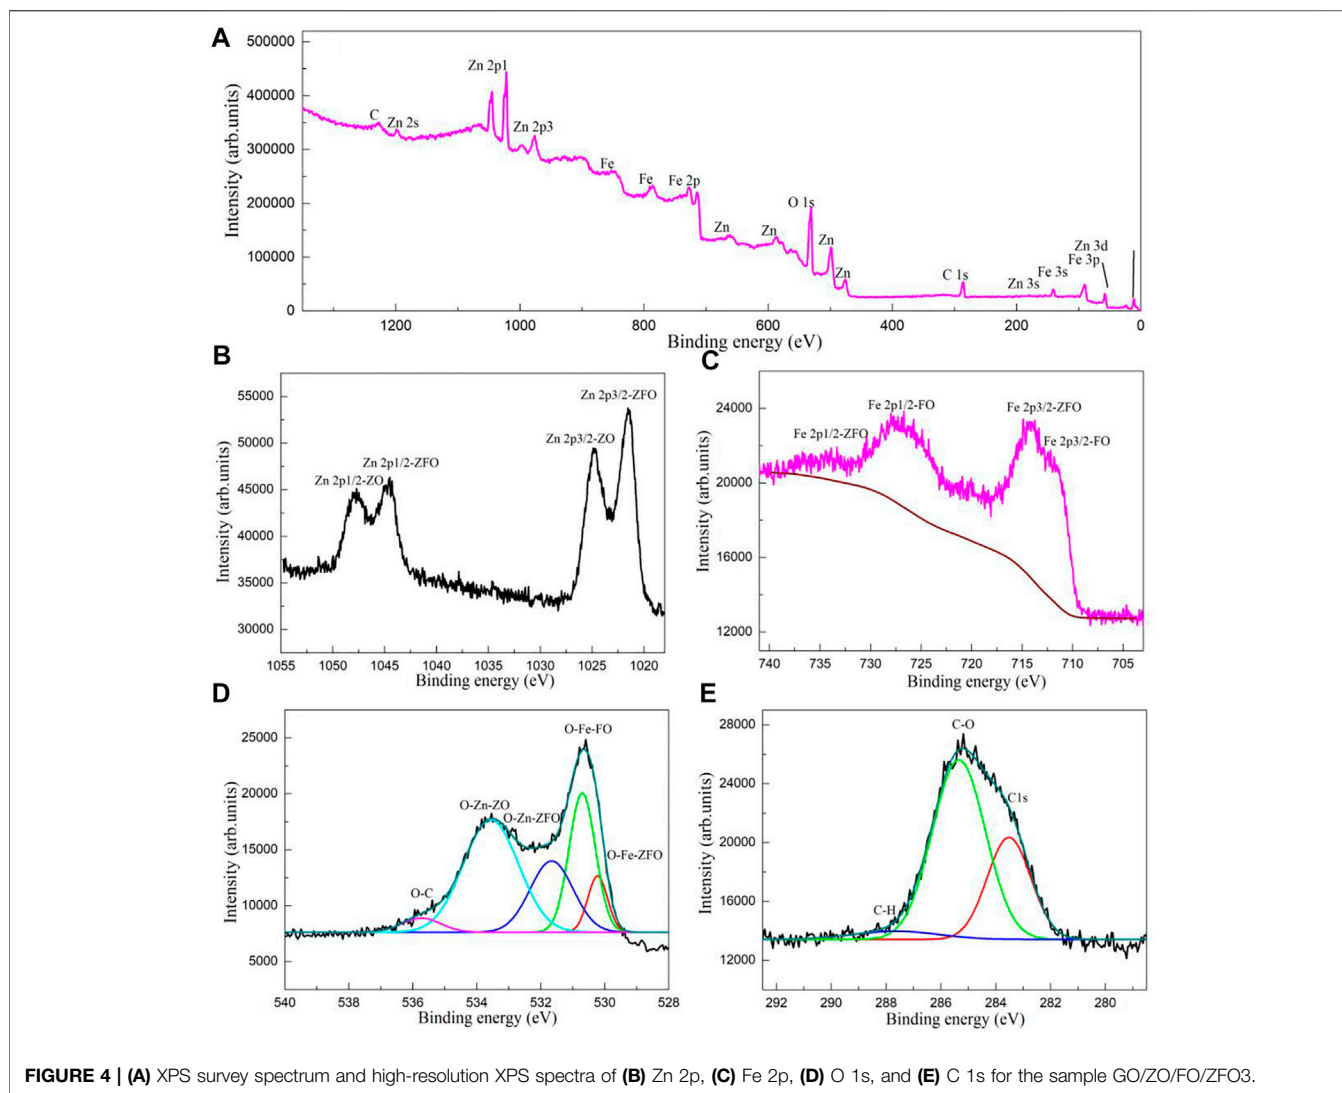 A
500000
400000
300000
200000
100000
0
Intensity (arb.units)
C
Zn 2s
Zn 2p1
Zn 2p3
Fe
Fe
Fe 2p
Zn
Zn
O 1s
Zn
Zn
C 1s
Zn 3s
Fe 3s
Zn 3d
Fe 3p
1200
1000
800
600
400
200
0
Binding energy (eV)
B
55000
50000
45000
40000
35000
30000
Intensity (arb.units)
Zn 2p3/2-ZFO
Zn 2p3/2-ZO
Zn 2p1/2-ZFO
Zn 2p1/2-ZO
1055
1050
1045
1040
1035
1030
1025
1020
Binding energy (eV)
C
24000
20000
16000
12000
Intensity (arb.units)
Fe 2p1/2-FO
Fe 2p3/2-ZFO
Fe 2p1/2-ZFO
Fe 2p3/2-FO
740
735
730
725
720
715
710
705
Binding energy (eV)
D
25000
20000
15000
10000
5000
Intensity (arb.units)
O-Fe-FO
O-Zn-ZO
O-Zn-ZFO
O-Fe-ZFO
O-C
540
538
536
534
532
530
528
Binding energy (eV)
E
28000
24000
20000
16000
12000
Intensity (arb.units)
C-O
C1s
C-H
292
290
288
286
284
282
280
Binding energy (eV)
FIGURE 4 | (A) XPS survey spectrum and high-resolution XPS spectra of (B) Zn 2p, (C) Fe 2p, (D) O 1s, and (E) C 1s for the sample GO/ZO/FO/ZFO3.